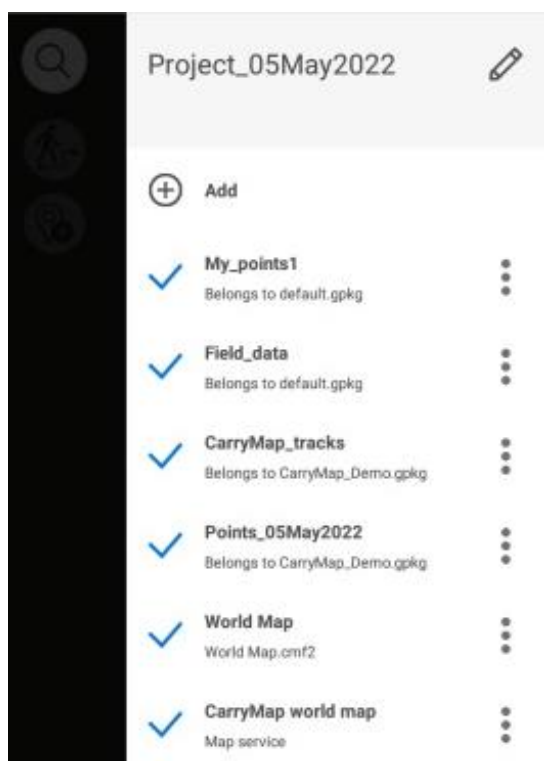 Project_05May2022
Add
My_points1
Belongs to default.gpkg
Field_data
Belongs to default.gpkg
CarryMap_tracks
Belongs to CarryMap_Demo.gpkg
Points_05May2022
Belongs to CarryMap_Demo.gpkg
World Map
World Map.cmf2
CarryMap world map
Map service